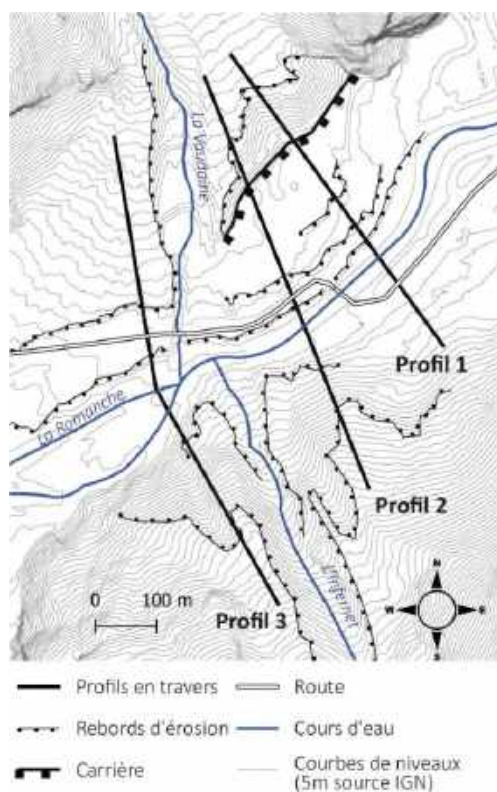 La Vaudaine
Profil 1
La Romanche
Profil 2
L'Infernet
N
W
E
S
0 100 m
Profil 3
Profils en travers
Route
Rebords d'érosion
Cours d'eau
Carrière
Courbes de niveaux
(5m source IGN)